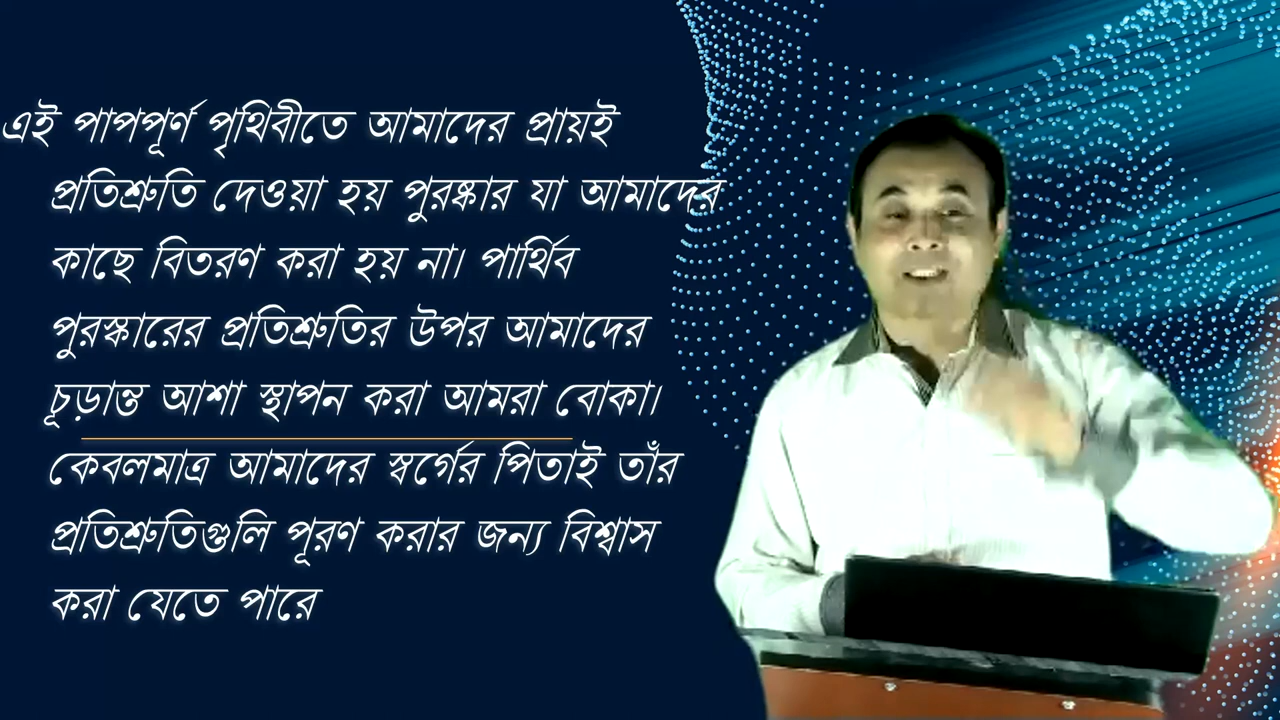 এই পাপপূর্ণ পৃথিবীতে আমাদের প্রায়ই
প্রতিশ্রুতি দেওয়া হয় পুরষ্কার যা আমাদের
কাছে বিতরণ করা হয় না। পার্থিব
পুরস্কারের প্রতিশ্রুতির উপর আমাদের
চূড়ান্ত আশা স্থাপন করা আমরা বোকা।
কেবলমাত্র আমাদের স্বর্গের পিতাই তাঁর
প্রতিশ্রুতিগুলি পূরণ করার জন্য বিশ্বাস
করা যেতে পারে